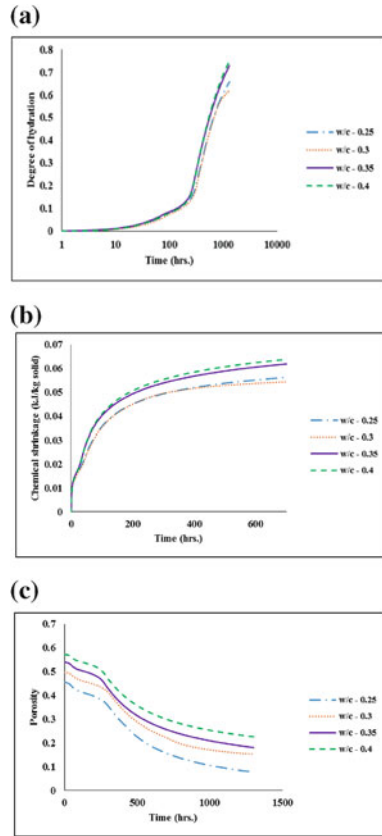 (a)
0.8
0.7
0.6
0.5
0.4
0.3
0.2
0.1
0
Degree of hydration
1 10 100 1000 10000
Time (hrs.)
w/c - 0.25
w/c - 0.3
w/c - 0.35
w/c - 0.4
(b)
0.07
0.06
0.05
0.04
0.03
0.02
0.01
0
Chemical shrinkage (kJ/kg solid)
0 200 400 600
Time (hrs.)
w/c - 0.25
w/c - 0.3
w/c - 0.35
w/c - 0.4
(c)
0.7
0.6
0.5
0.4
0.3
0.2
0.1
0
Porosity
0 500 1000 1500
Time (hrs.)
w/c - 0.25
w/c - 0.3
w/c - 0.35
w/c - 0.4